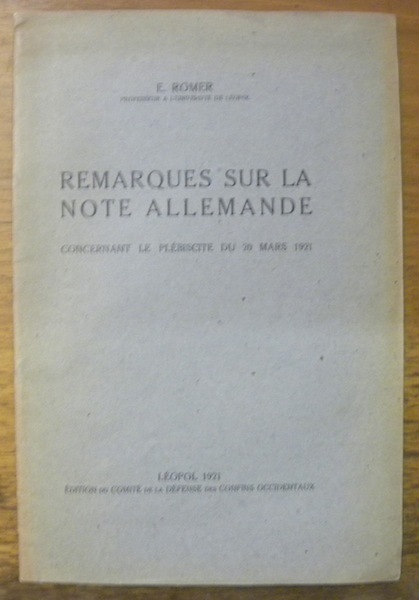 E. ROMER
PROFESSEUR A L'UNIVERSITÉ DE LÉOPOL
REMARQUES SUR LA
NOTE ALLEMANDE
CONCERNANT LE PLÉBISCITE DU 20 MARS 1921
LÉOPOL 1921
ÉDITION DU COMITÉ DE LA DÉFENSE DES CONFINS OCCIDENTAUX